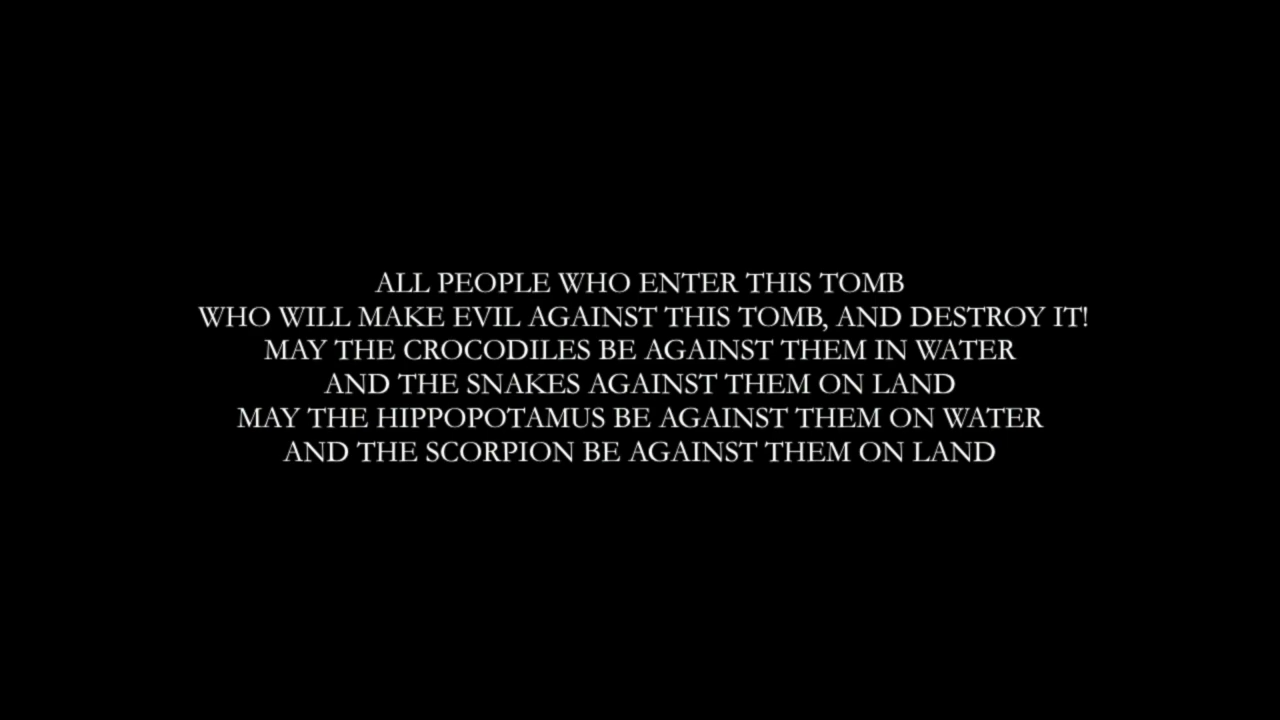 ALL PEOPLE WHO ENTER THIS TOMB
WHO WILL MAKE EVIL AGAINST THIS TOMB, AND DESTROY IT!
MAY THE CROCODILES BE AGAINST THEM IN WATER
AND THE SNAKES AGAINST THEM ON LAND
MAY THE HIPPOPOTAMUS BE AGAINST THEM ON WATER
AND THE SCORPION BE AGAINST THEM ON LAND